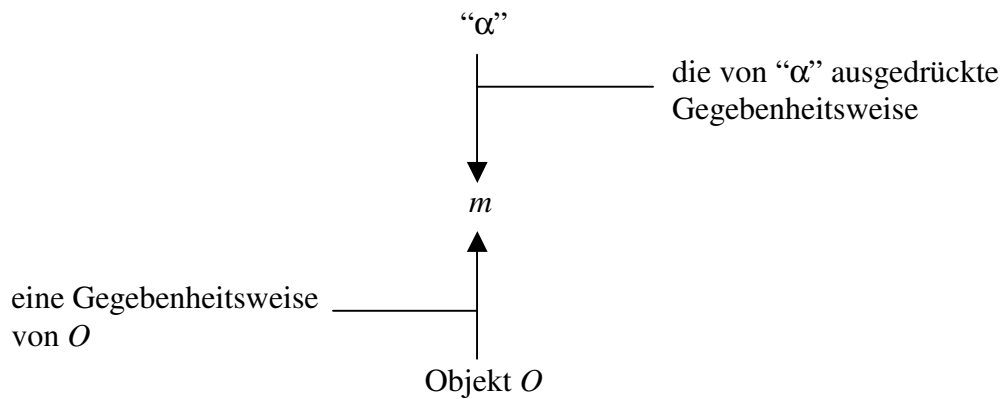 “α”
die von “α” ausgedrückte
Gegebenheitsweise
m
eine Gegebenheitsweise
von O
Objekt O